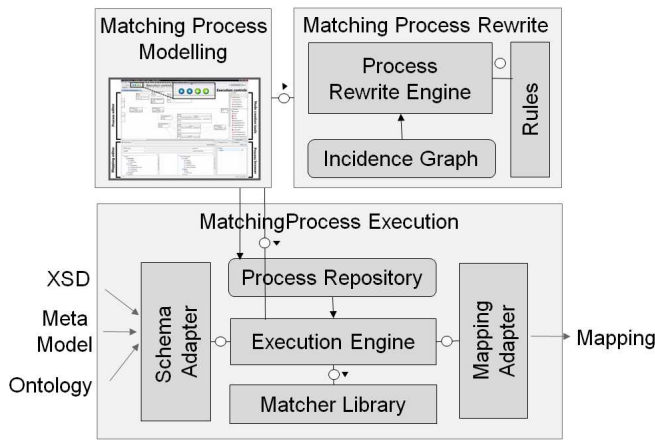 Matching Process
Modelling
Matching Process Rewrite
Process
Rewrite Engine
Incidence Graph
Rules
MatchingProcess Execution
XSD
Meta
Model
Ontology
Schema
Adapter
Process Repository
Execution Engine
Matcher Library
Mapping
Adapter
Mapping